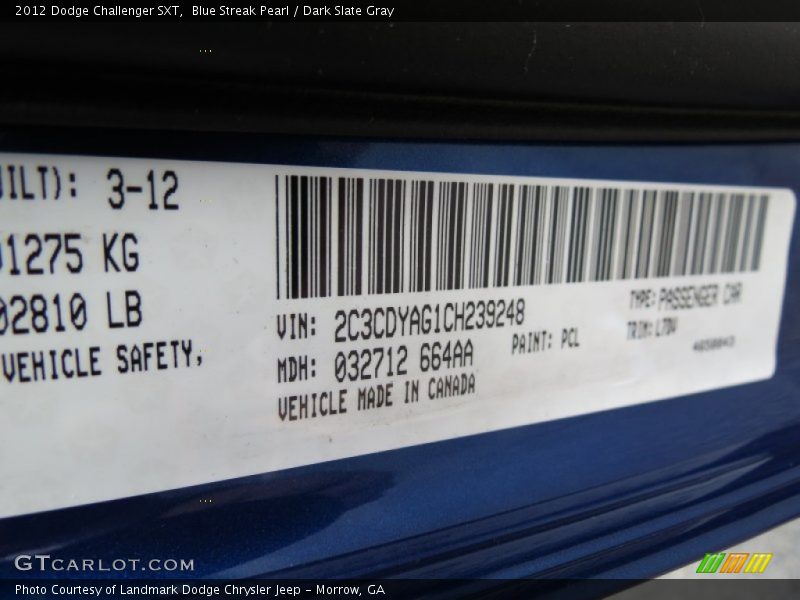 2012 Dodge Challenger SXT,  Blue Streak Pearl / Dark Slate Gray
UILT): 3-12
01275 KG
02810 LB
VEHICLE SAFETY,
VIN: 2C3CDYAG1CH239248
TYPE: PASSENGER CAR
MDH: 032712 664AA
PAINT: PCL
TRIM: L7DV
VEHICLE MADE IN CANADA
GTCARLOT.COM
Photo Courtesy of Landmark Dodge Chrysler Jeep - Morrow, GA